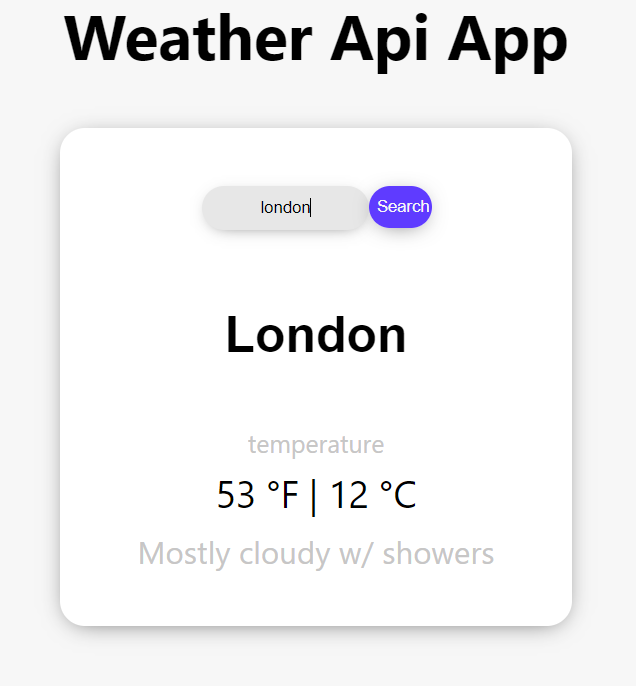 Weather Api App
london Search
London
temperature
53 °F | 12 °C
Mostly cloudy w/ showers